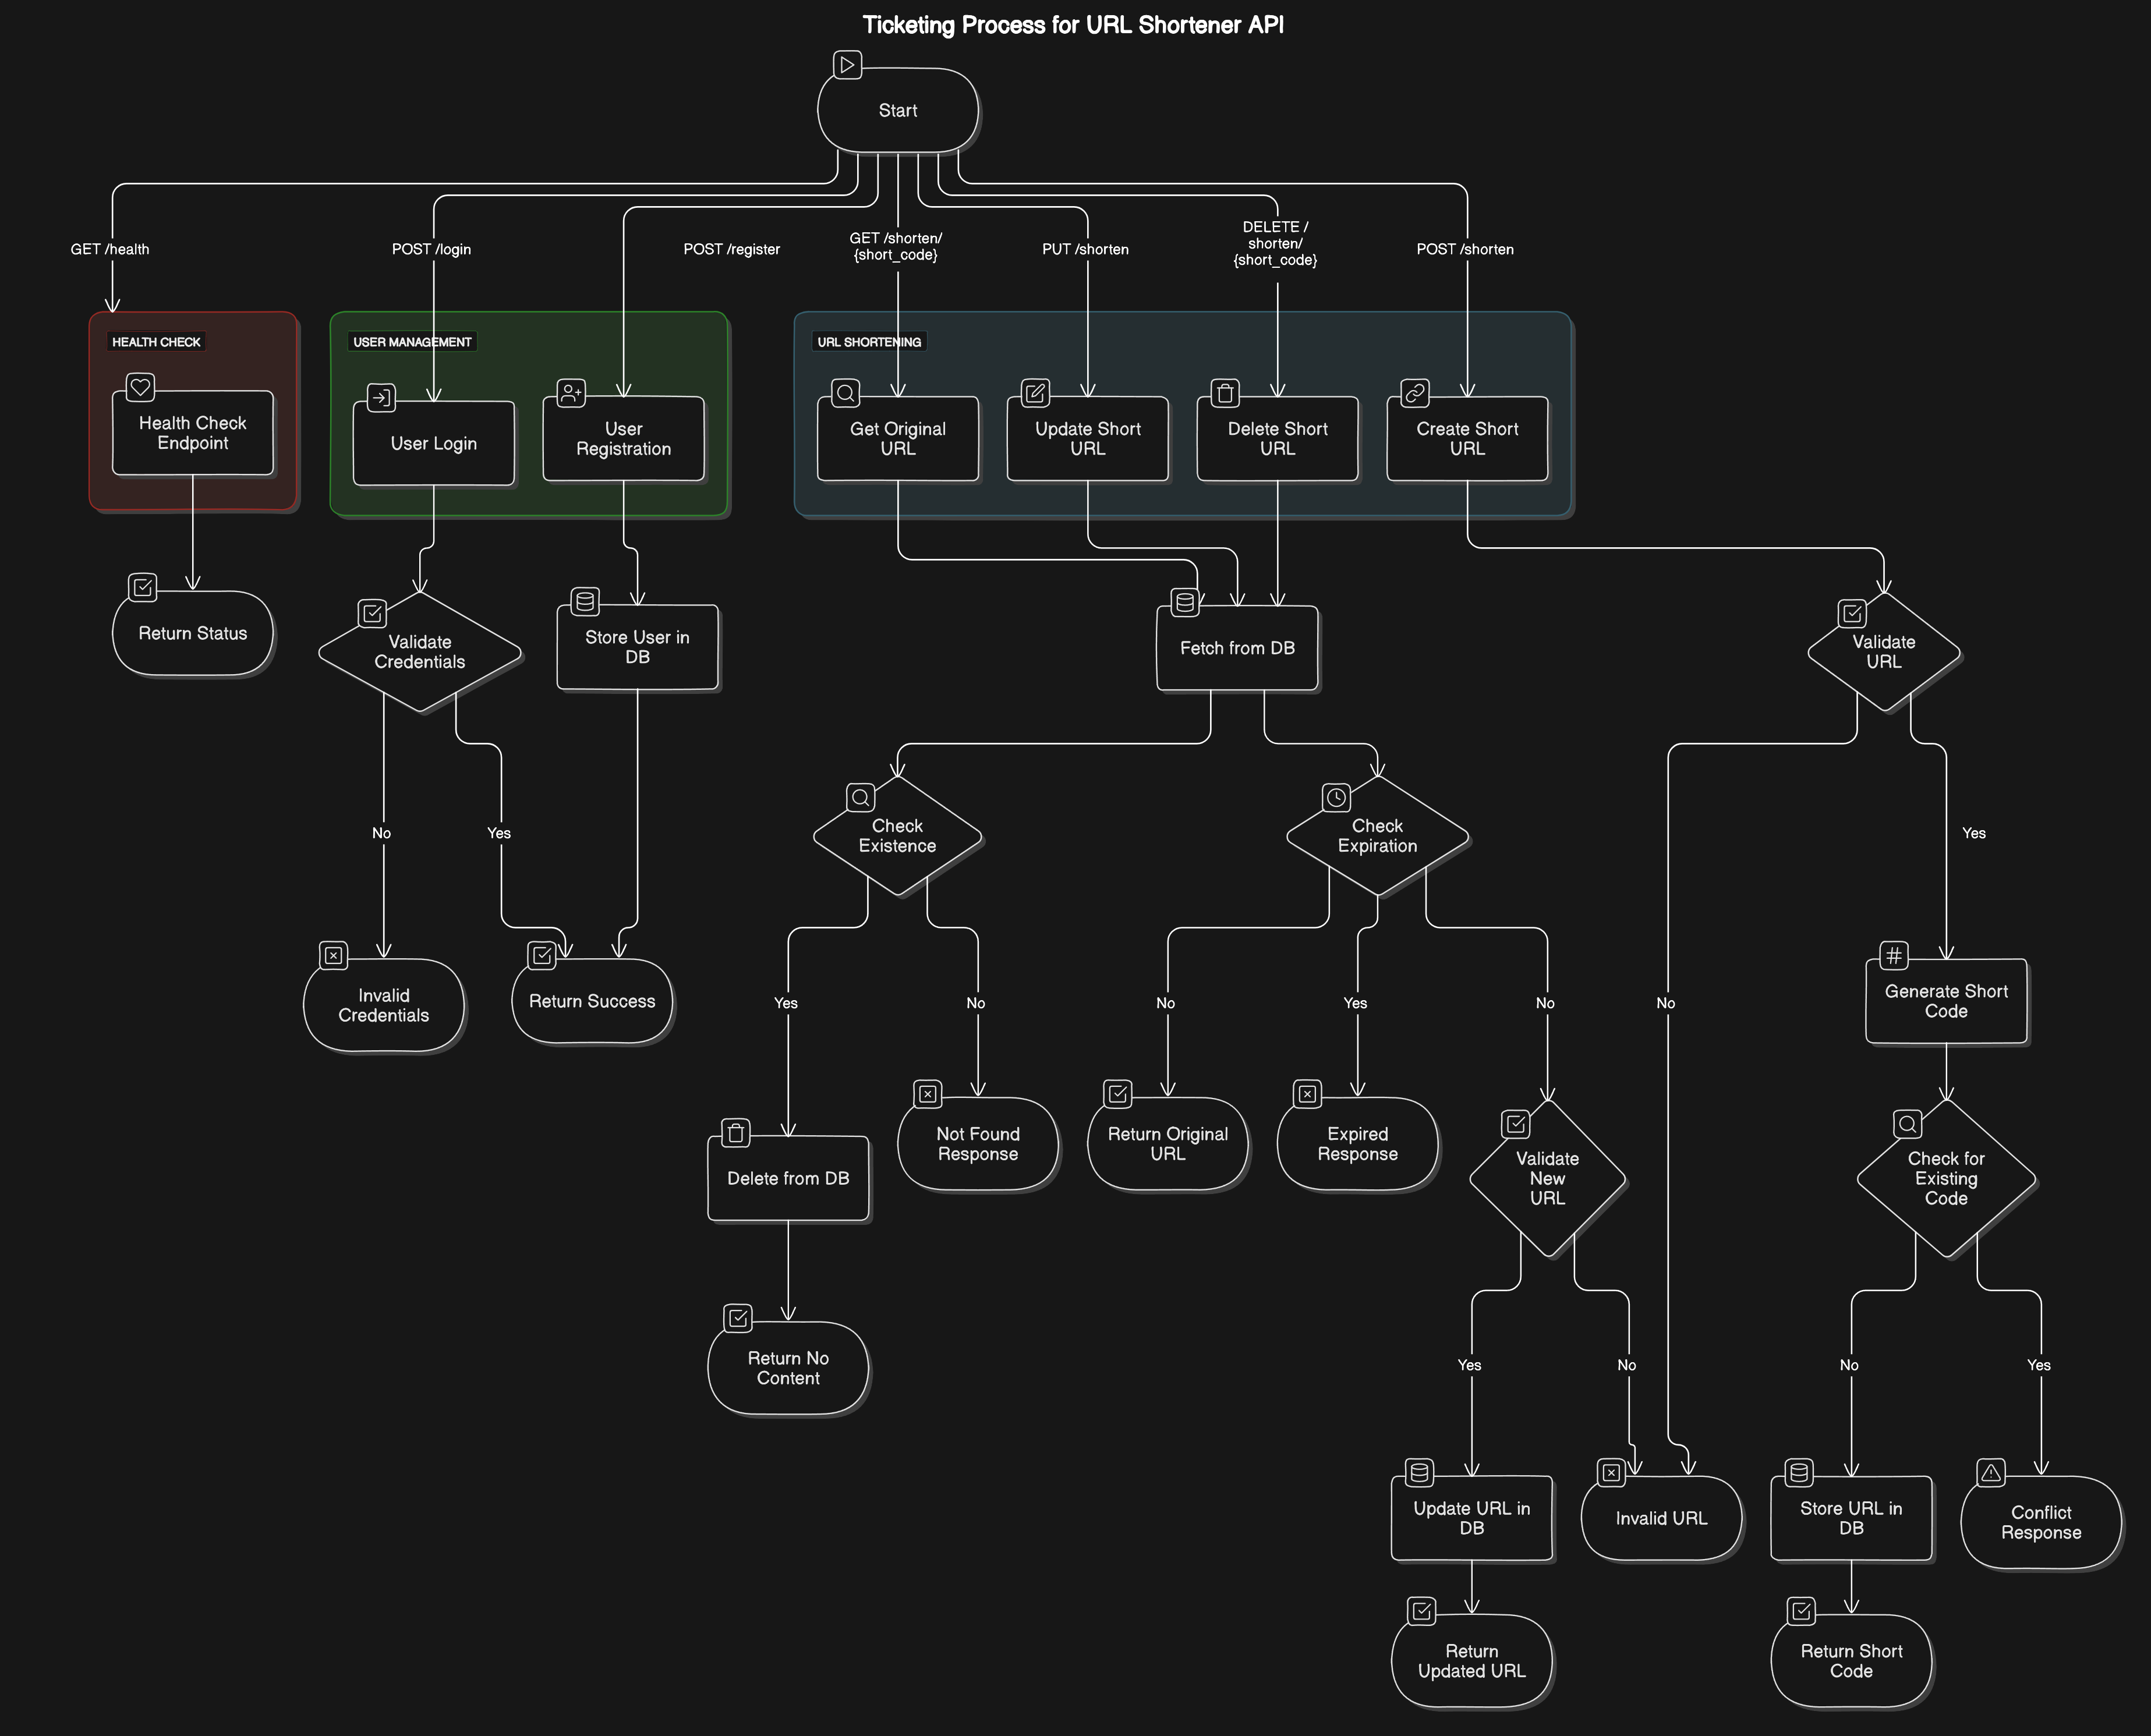 Ticketing Process for URL Shortener API
Start
GET /health
POST /login
POST /register
GET /shorten/
{short_code}
PUT /shorten
DELETE /
shorten/
{short_code}
POST /shorten
HEALTH CHECK
USER MANAGEMENT
URL SHORTENING
Health Check
Endpoint
User Login
User
Registration
Get Original
URL
Update Short
URL
Delete Short
URL
Create Short
URL
Return Status
Validate
Credentials
Store User in
DB
Fetch from DB
Validate
URL
No
Yes
Check
Existence
Check
Expiration
Yes
Invalid
Credentials
Return Success
Yes
No
No
Yes
No
No
Generate Short
Code
Delete from DB
Not Found
Response
Return Original
URL
Expired
Response
Validate
New
URL
Check for
Existing
Code
Return No
Content
Yes
No
No
Yes
Update URL in
DB
Invalid URL
Store URL in
DB
Conflict
Response
Return
Updated URL
Return Short
Code